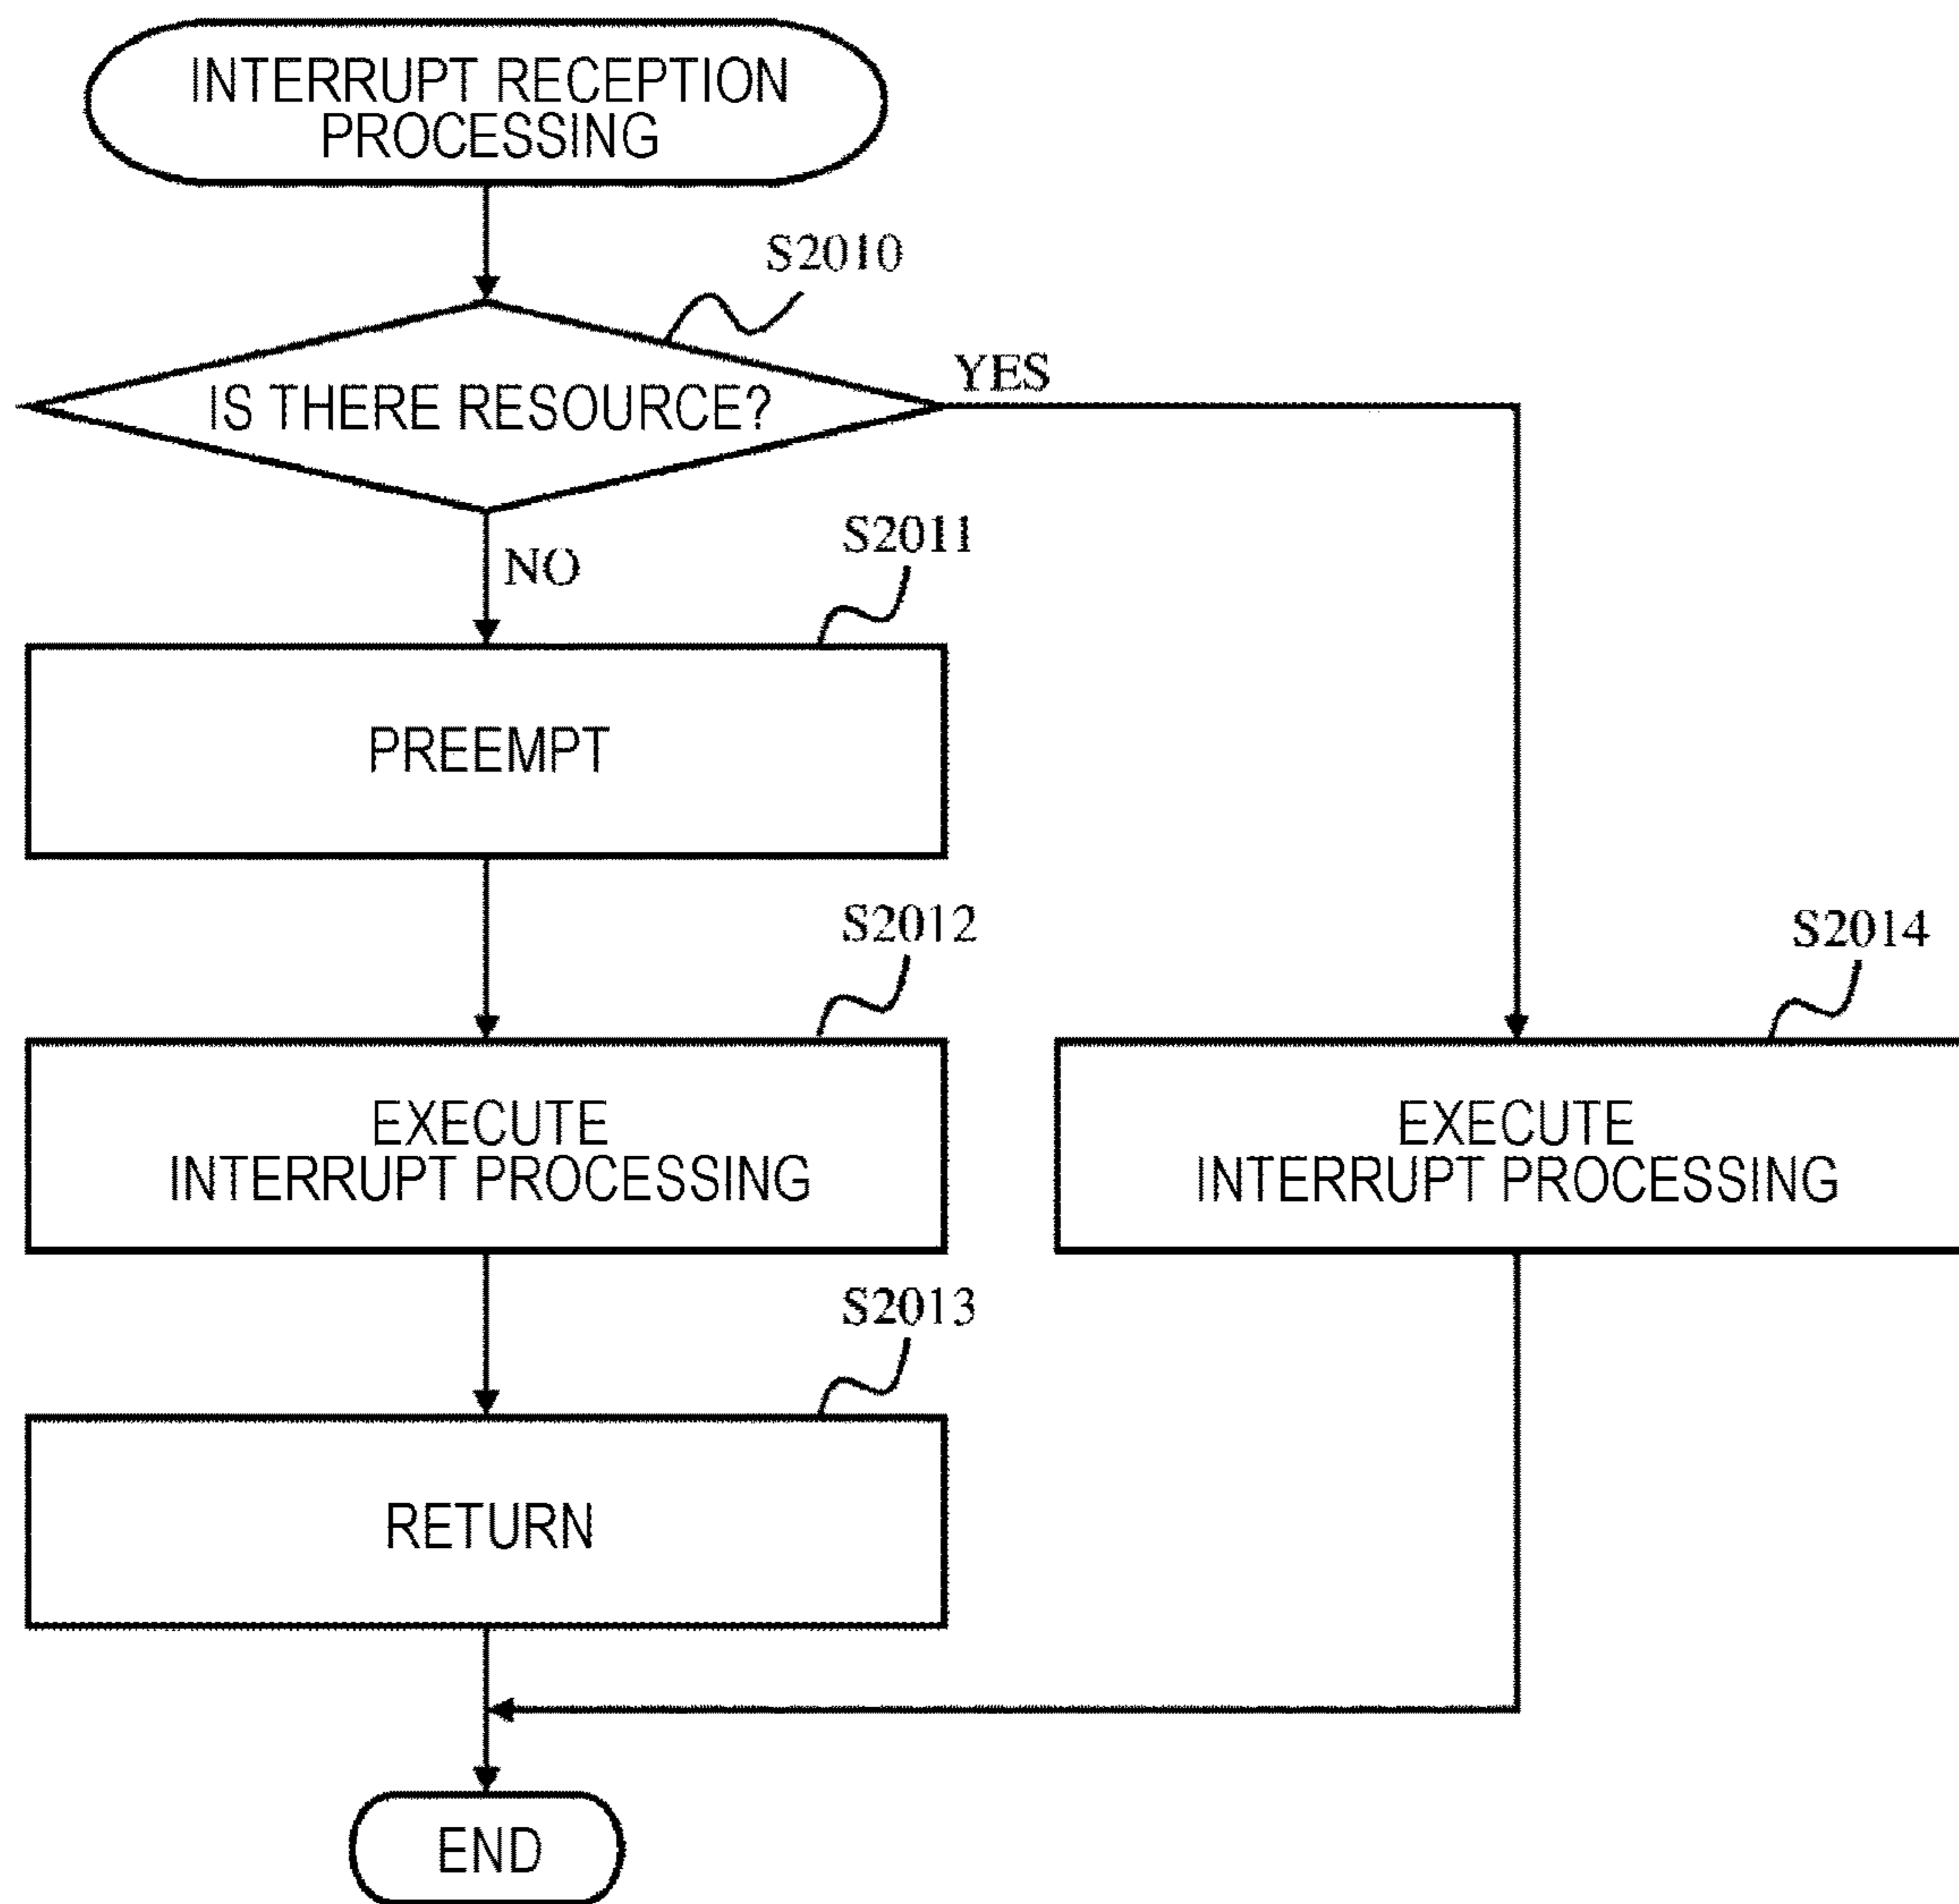 INTERRUPT RECEPTION
PROCESSING
S2010
IS THERE RESOURCE?
YES
NO
S2011
PREEMPT
S2012
EXECUTE
INTERRUPT PROCESSING
S2014
EXECUTE
INTERRUPT PROCESSING
S2013
RETURN
END